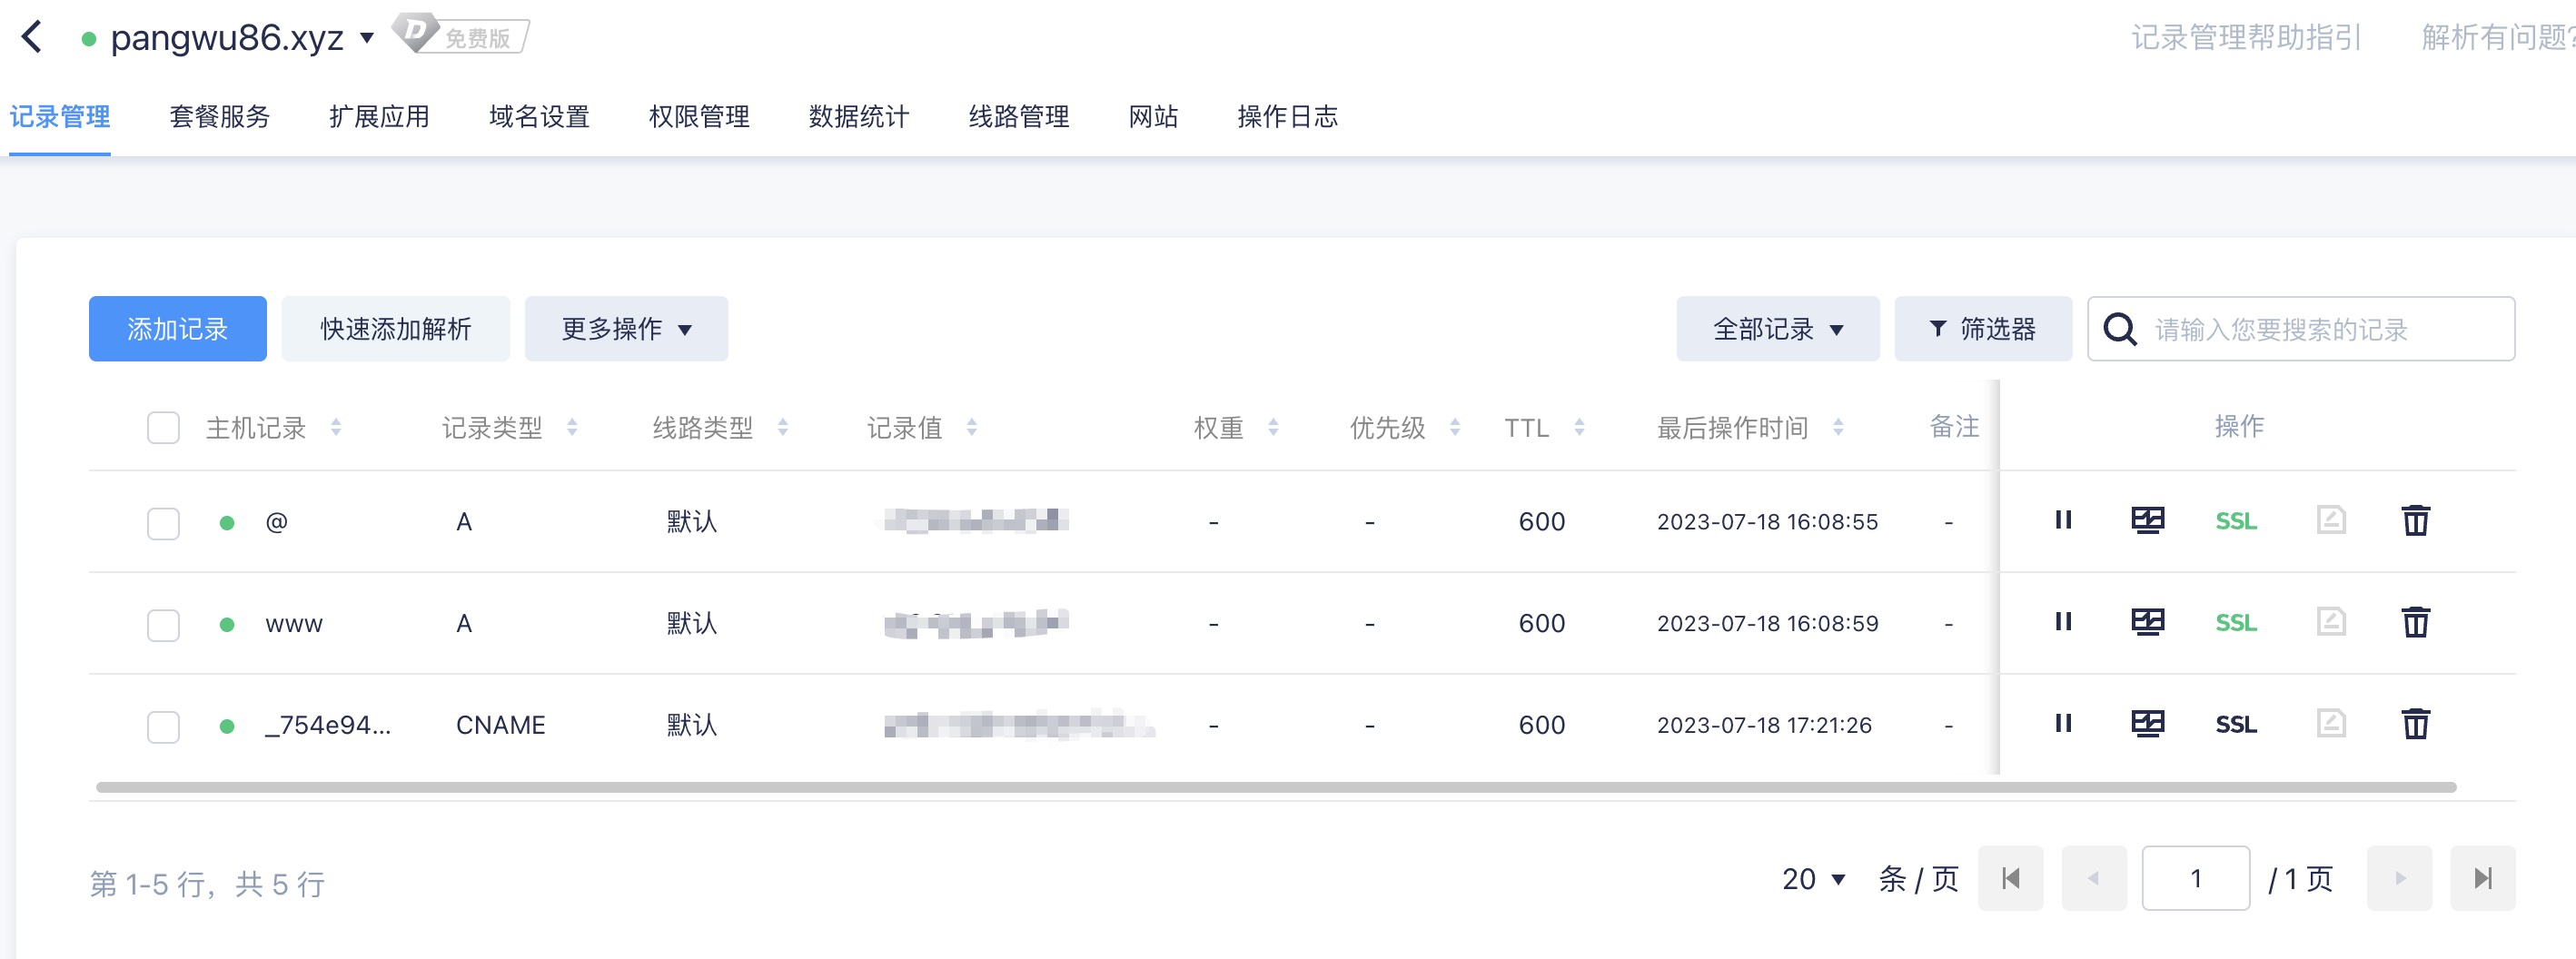 pangwu86.xyz 免费版 记录管理帮助指引 解析有问题?
记录管理 套餐服务 扩展应用 域名设置 权限管理 数据统计 线路管理 网站 操作日志
添加记录 快速添加解析 更多操作 全部记录 筛选器 请输入您要搜索的记录
主机记录 记录类型 线路类型 记录值 权重 优先级 TTL 最后操作时间 备注 操作
@ A 默认 - - 600 2023-07-18 16:08:55 - SSL
www A 默认 - - 600 2023-07-18 16:08:59 - SSL
_754e94... CNAME 默认 - - 600 2023-07-18 17:21:26 - SSL
第 1-5 行，共 5 行 20 条 / 页 1 / 1 页